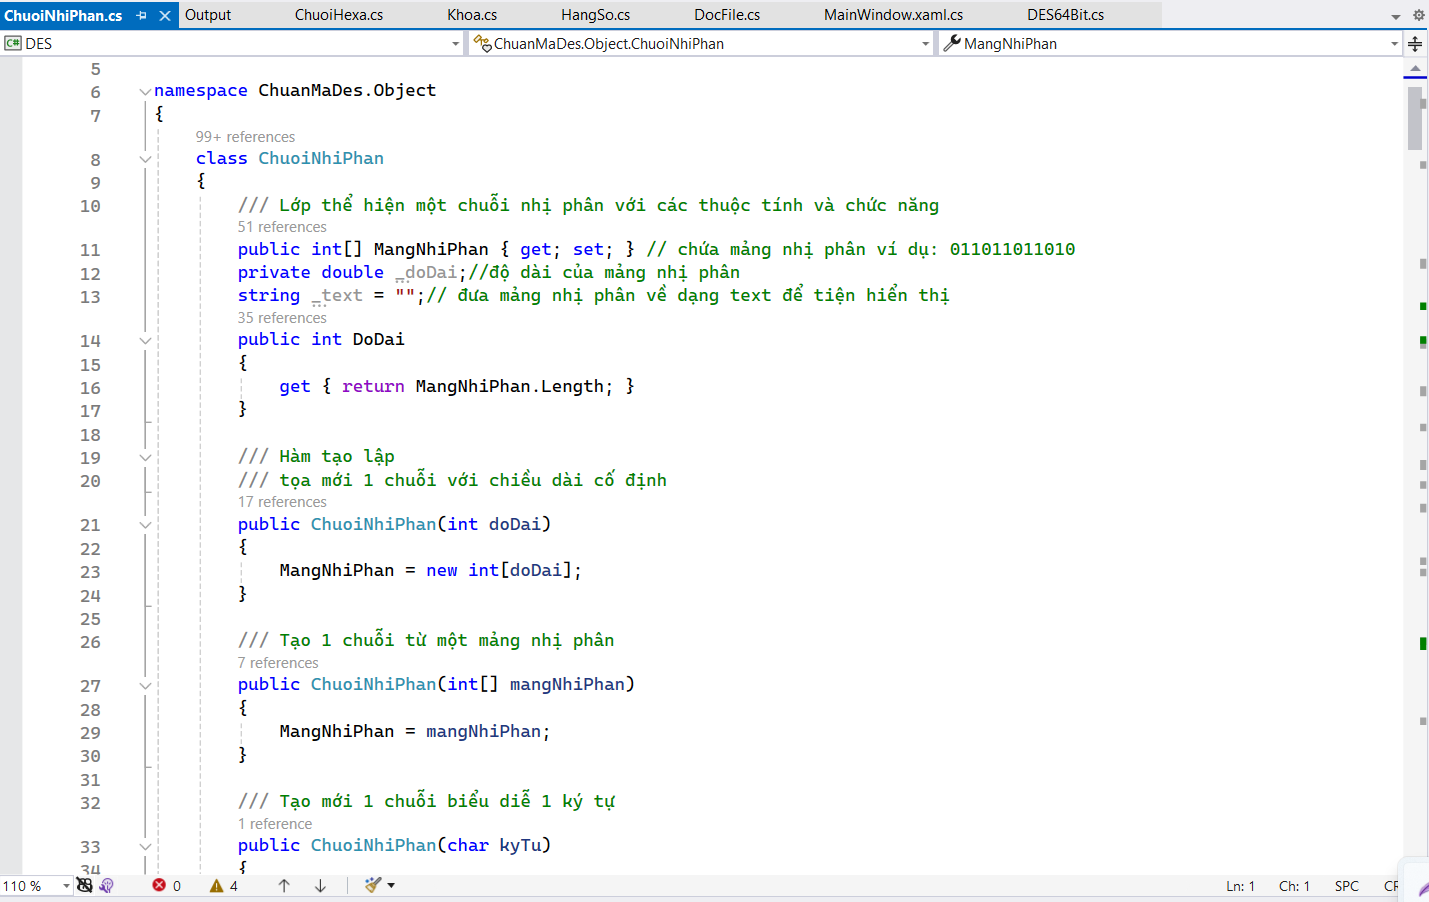 ChuoiNhiPhan.cs Output ChuoiHexa.cs Khoa.cs HangSo.cs DocFile.cs MainWindow.xaml.cs DES64Bit.cs
C# DES ChuanMaDes.Object.ChuoiNhiPhan MangNhiPhan
5
6 namespace ChuanMaDes.Object
7 {
99+ references
8 class ChuoiNhiPhan
9 {
10 /// Lớp thể hiện một chuỗi nhị phân với các thuộc tính và chức năng
51 references
11 public int[] MangNhiPhan { get; set; } // chứa mảng nhị phân ví dụ: 011011011010
12 private double _doDai;//độ dài của mảng nhị phân
13 string _text = "";// đưa mảng nhị phân về dạng text để tiện hiển thị
35 references
14 public int DoDai
15 {
16 get { return MangNhiPhan.Length; }
17 }
18
19 /// Hàm tạo lập
20 /// tọa mới 1 chuỗi với chiều dài cố định
17 references
21 public ChuoiNhiPhan(int doDai)
22 {
23 MangNhiPhan = new int[doDai];
24 }
25
26 /// Tạo 1 chuỗi từ một mảng nhị phân
7 references
27 public ChuoiNhiPhan(int[] mangNhiPhan)
28 {
29 MangNhiPhan = mangNhiPhan;
30 }
31
32 /// Tạo mới 1 chuỗi biểu diễ 1 ký tự
1 reference
33 public ChuoiNhiPhan(char kyTu)
34 {
110 % 0 4 Ln: 1 Ch: 1 SPC